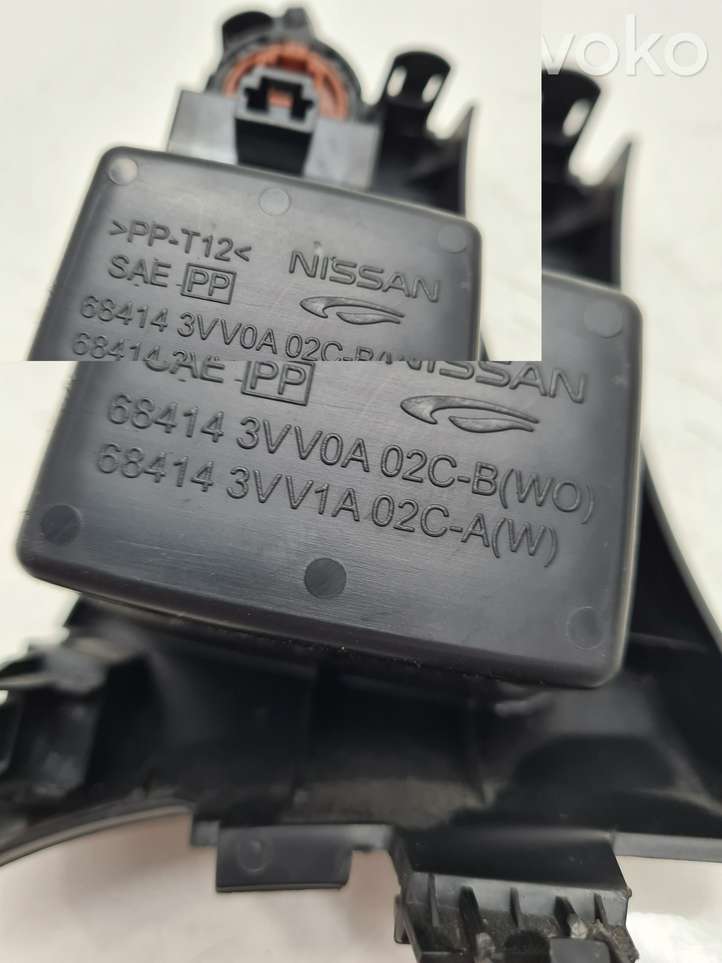 voko
>PP-T12<
NISSAN
SAE PP
68414 3VV0A 02C-B(
68414
SAE PP
NISSAN
68414 3VV0A 02C-B(WO)
68414 3VV1A 02C-A(W)